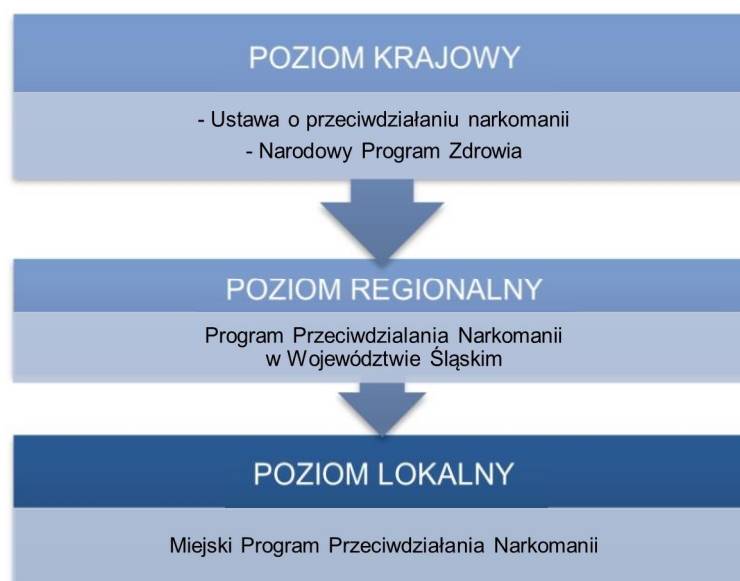 POZIOM KRAJOWY
- Ustawa o przeciwdziałaniu narkomanii
- Narodowy Program Zdrowia
POZIOM REGIONALNY
Program Przeciwdzialania Narkomanii
w Województwie Śląskim
POZIOM LOKALNY
Miejski Program Przeciwdziałania Narkomanii